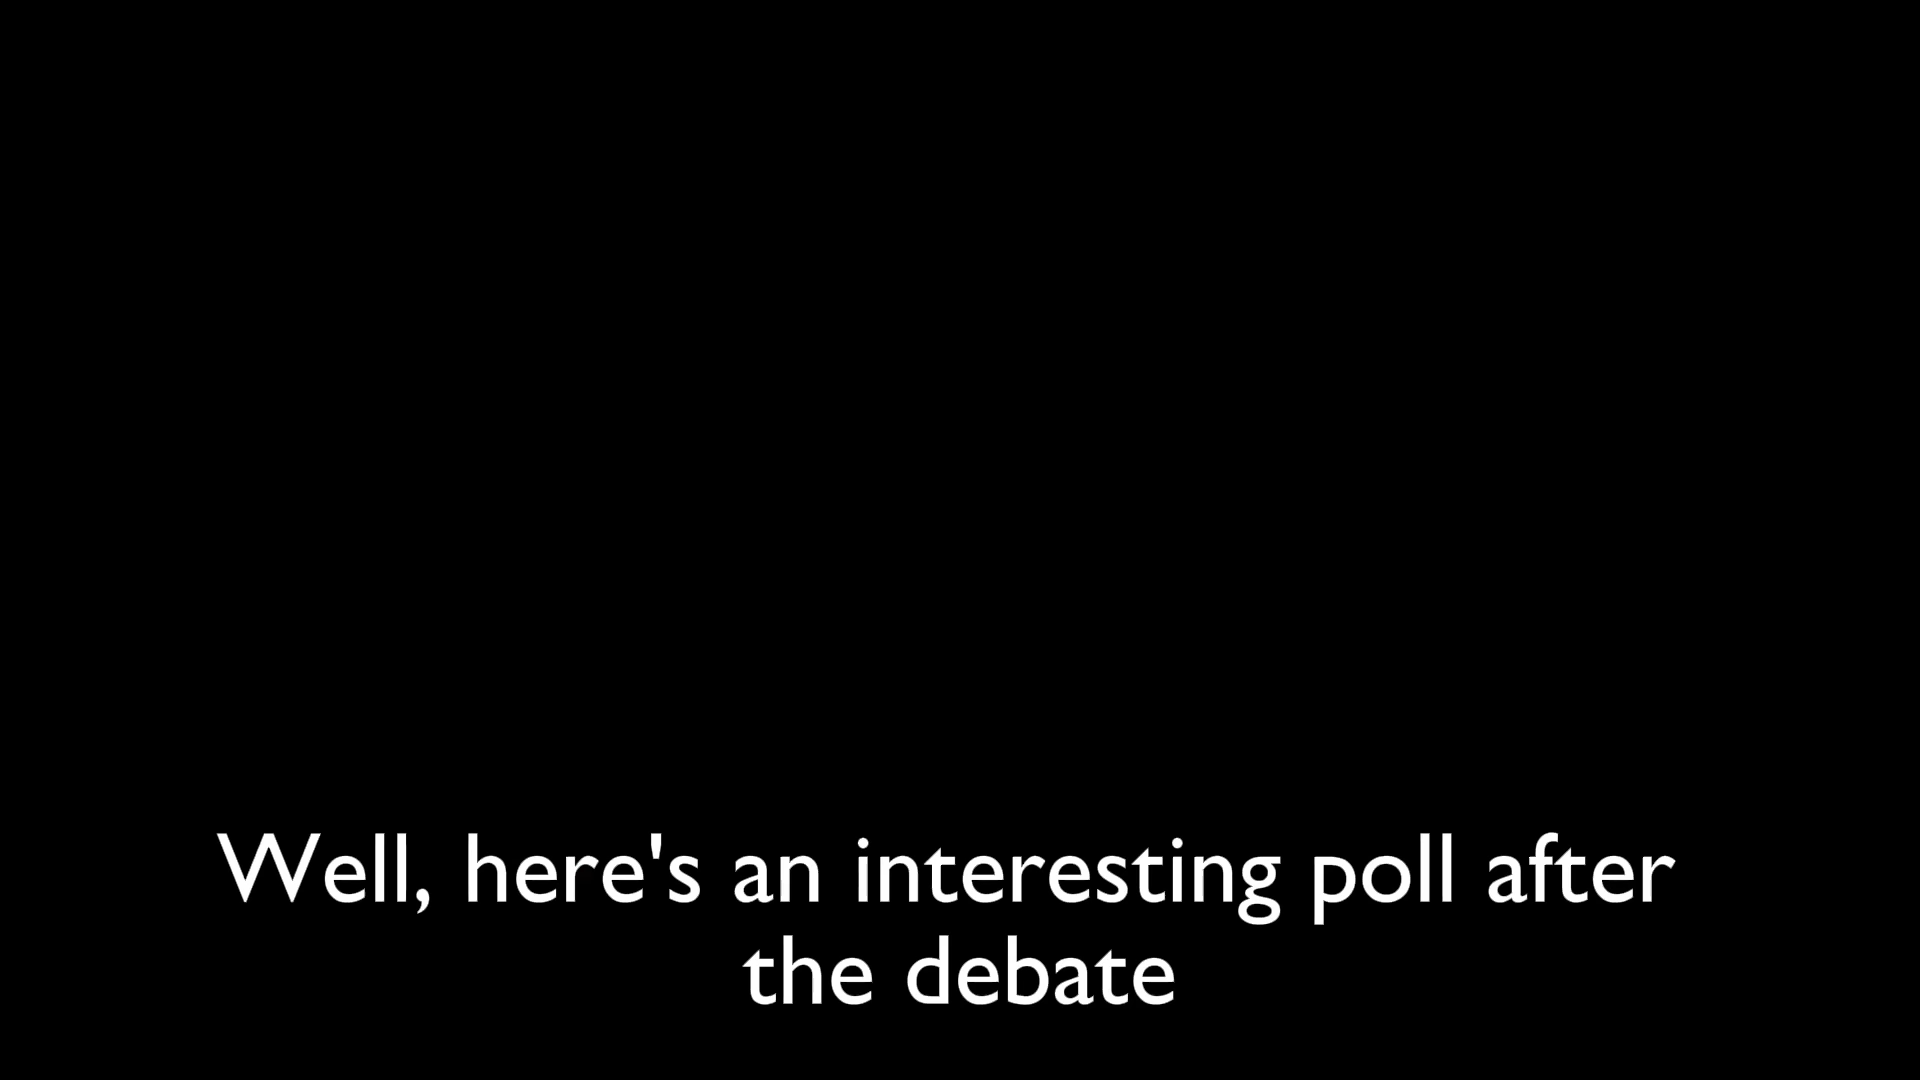 Well, here's an interesting poll after
the debate